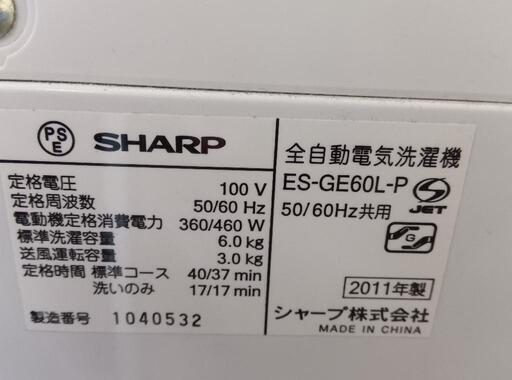 PS E SHARP
定格電圧 100 V
定格周波数 50/60 Hz
電動機定格消費電力 360/460 W
標準洗濯容量 6.0 kg
送風運転容量 3.0 kg
定格時間 標準コース 40/37 min
洗いのみ 17/17 min
製造番号 1040532
全自動電気洗濯機
ES-GE60L-P
50/60Hz共用
S JET
G
2011年製
シャープ株式会社
MADE IN CHINA